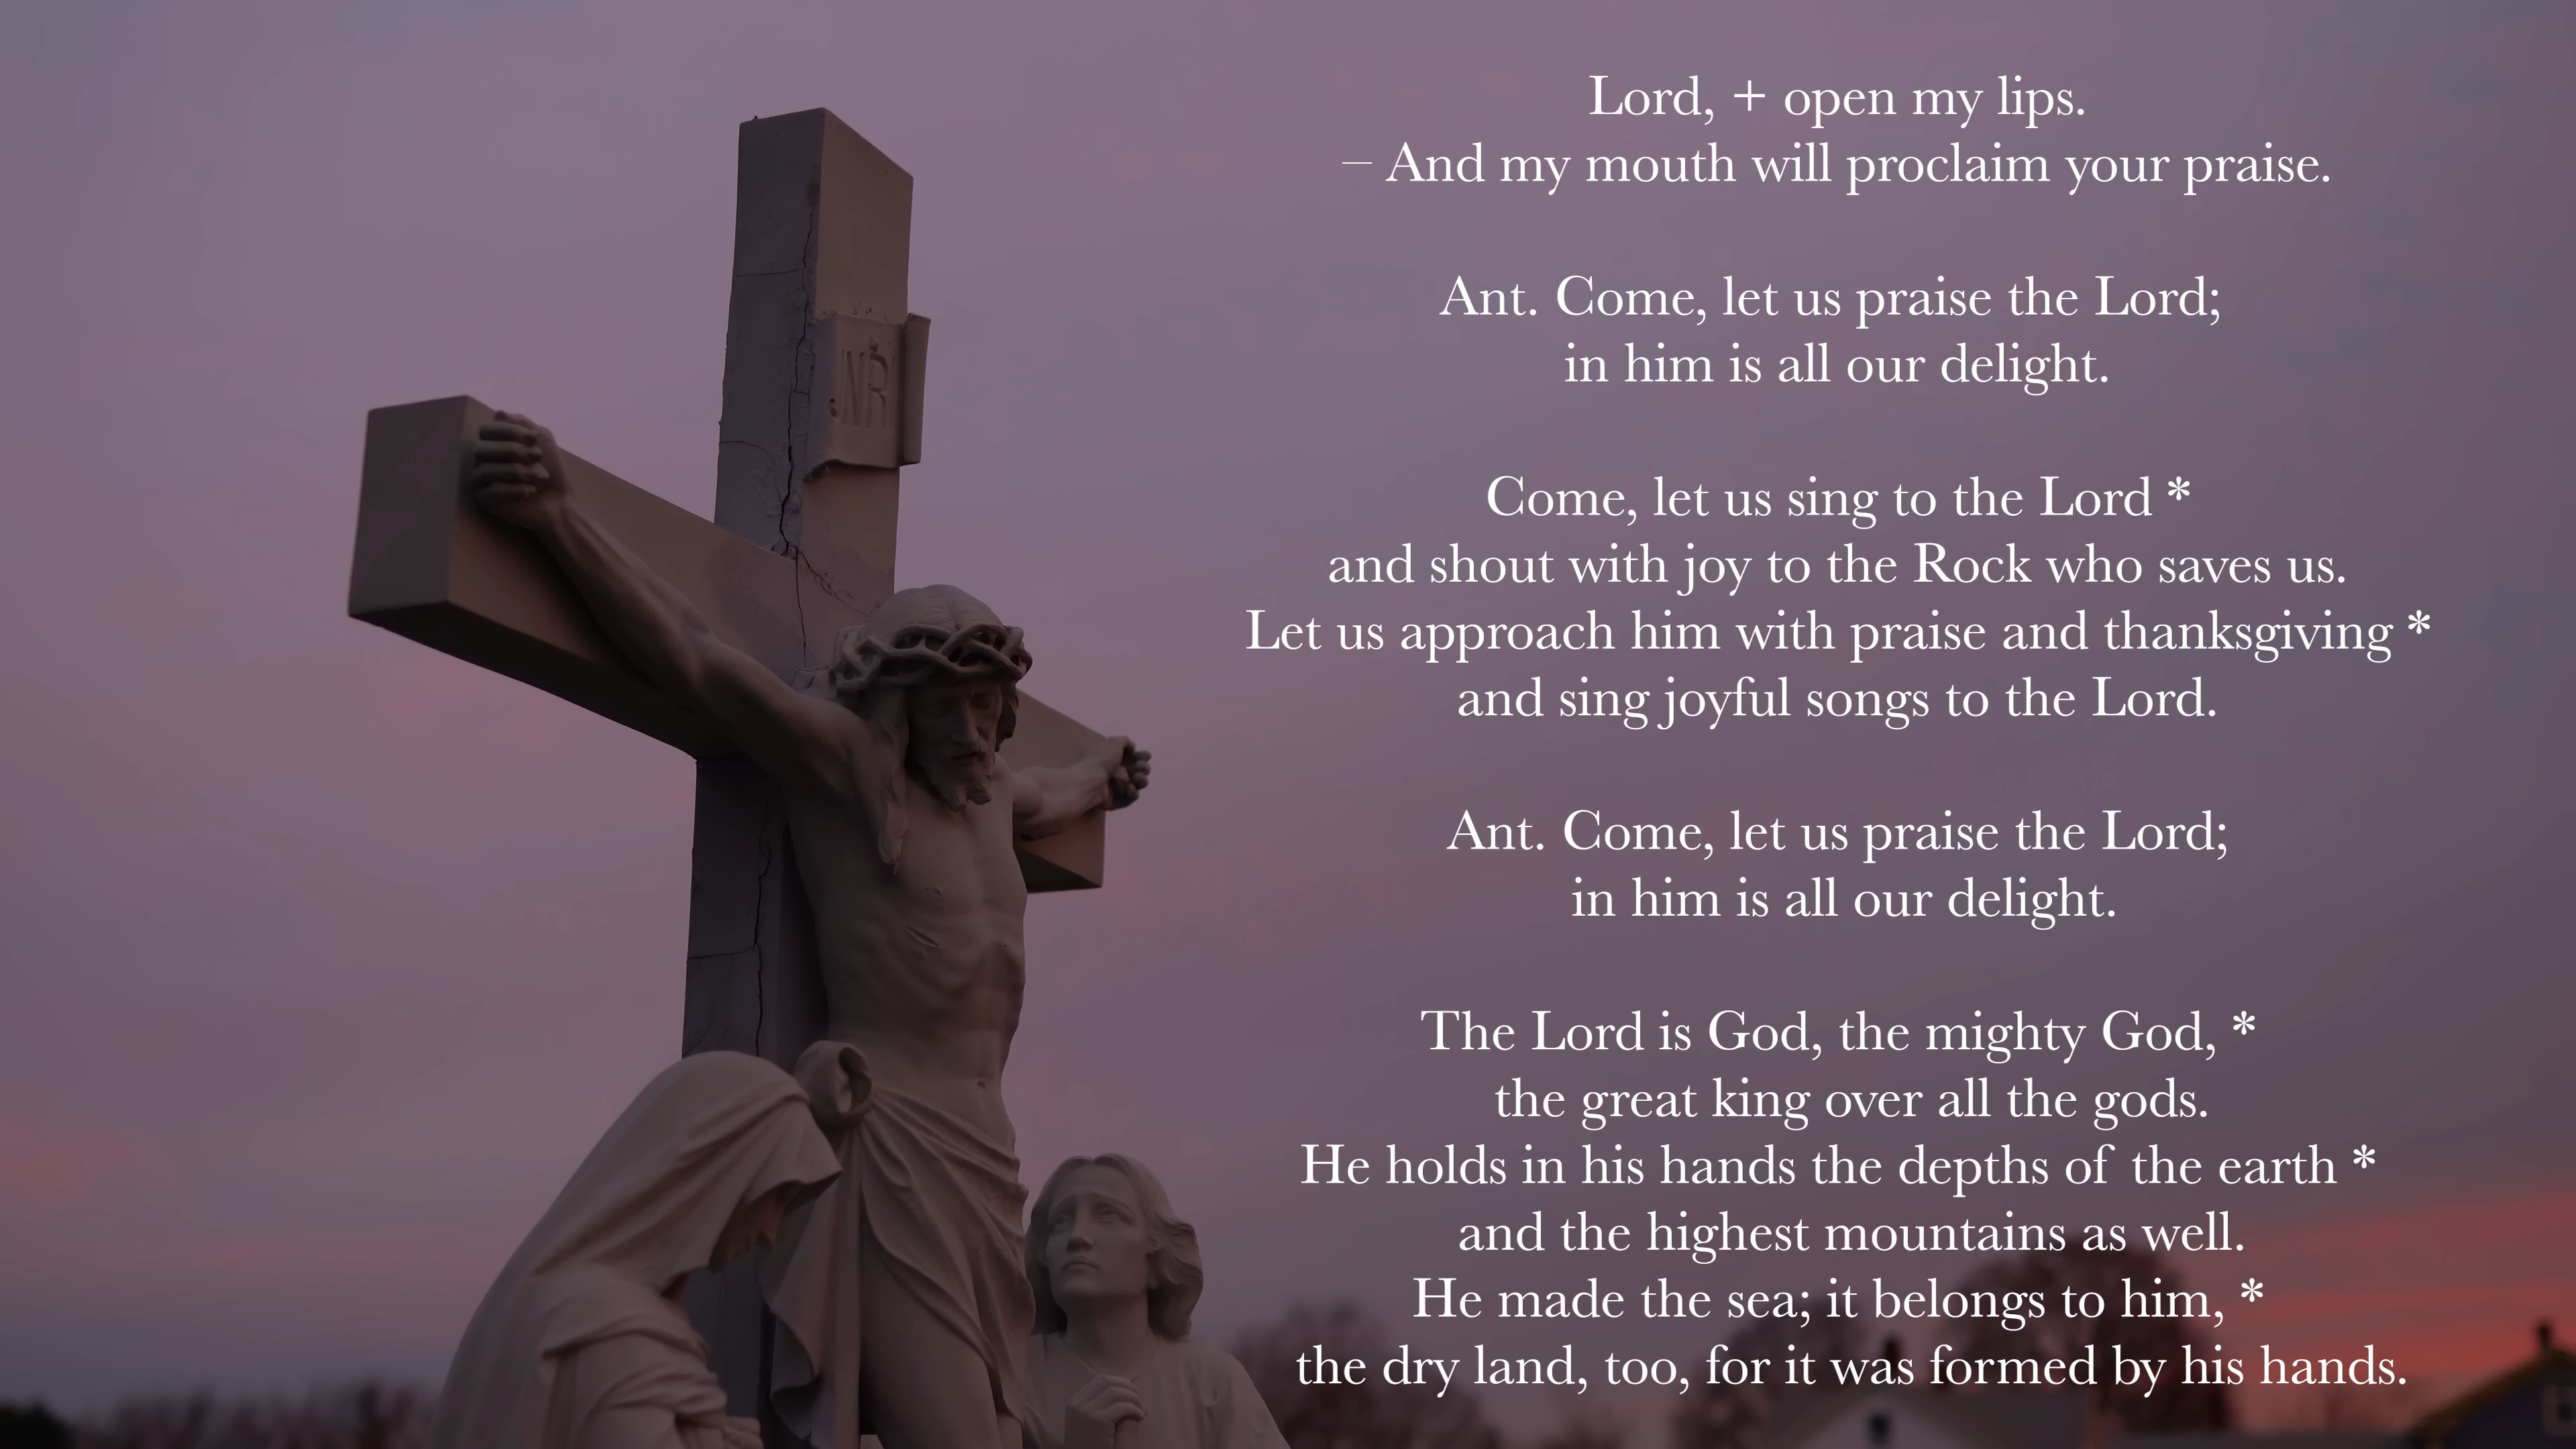 Lord, + open my lips.
– And my mouth will proclaim your praise.
Ant. Come, let us praise the Lord;
in him is all our delight.
Come, let us sing to the Lord *
and shout with joy to the Rock who saves us.
Let us approach him with praise and thanksgiving *
and sing joyful songs to the Lord.
Ant. Come, let us praise the Lord;
in him is all our delight.
The Lord is God, the mighty God, *
the great king over all the gods.
He holds in his hands the depths of the earth *
and the highest mountains as well.
He made the sea; it belongs to him, *
the dry land, too, for it was formed by his hands.
INRI